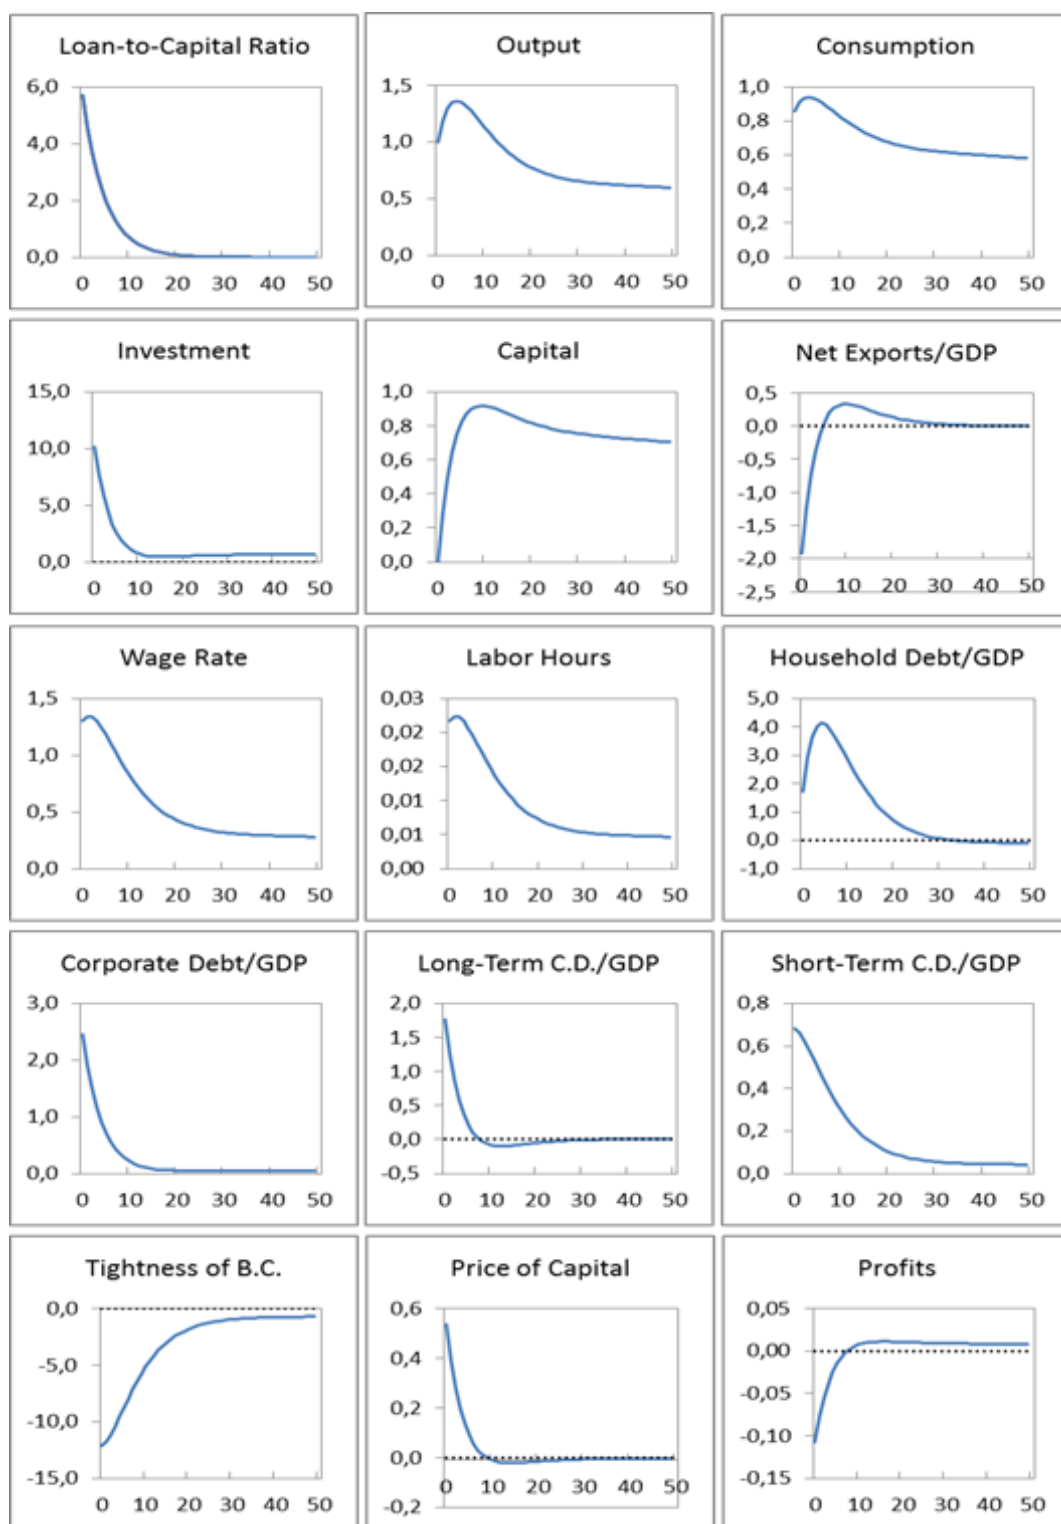 Loan-to-Capital Ratio
6,0
4,0
2,0
0,0
0 10 20 30 40 50
Output
1,5
1,0
0,5
0,0
0 10 20 30 40 50
Consumption
1,0
0,8
0,6
0,4
0,2
0,0
0 10 20 30 40 50
Investment
15,0
10,0
5,0
0,0
0 10 20 30 40 50
Capital
1,0
0,8
0,6
0,4
0,2
0,0
0 10 20 30 40 50
Net Exports/GDP
0,5
0,0
-0,5
-1,0
-1,5
-2,0
-2,5
0 10 20 30 40 50
Wage Rate
1,5
1,0
0,5
0,0
0 10 20 30 40 50
Labor Hours
0,03
0,02
0,02
0,01
0,01
0,00
0 10 20 30 40 50
Household Debt/GDP
5,0
4,0
3,0
2,0
1,0
0,0
-1,0
0 10 20 30 40 50
Corporate Debt/GDP
3,0
2,0
1,0
0,0
0 10 20 30 40 50
Long-Term C.D./GDP
2,0
1,5
1,0
0,5
0,0
-0,5
0 10 20 30 40 50
Short-Term C.D./GDP
0,8
0,6
0,4
0,2
0,0
0 10 20 30 40 50
Tightness of B.C.
0,0
-5,0
-10,0
-15,0
0 10 20 30 40 50
Price of Capital
0,6
0,4
0,2
0,0
-0,2
0 10 20 30 40 50
Profits
0,05
0,00
-0,05
-0,10
-0,15
0 10 20 30 40 50